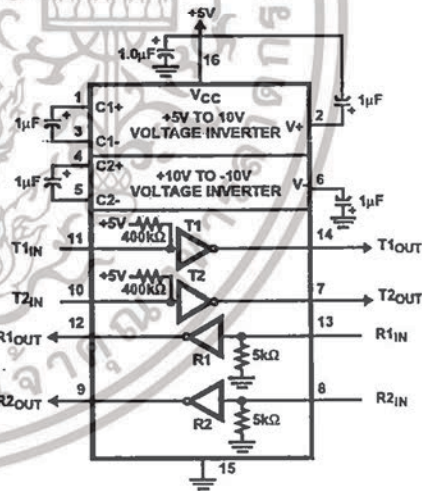 +5V
1.0μF
16
1μF
1
C1+
VCC
+5V TO 10V
VOLTAGE INVERTER
V+
2
1μF
3
C1-
4
C2+
+10V TO -10V
VOLTAGE INVERTER
V-
6
1μF
5
C2-
1μF
+5V
400kΩ
T1
T1IN
11
14
T1OUT
+5V
400kΩ
T2
T2IN
10
7
T2OUT
R1OUT
12
R1
13
R1IN
5kΩ
R2OUT
9
R2
8
R2IN
5kΩ
15